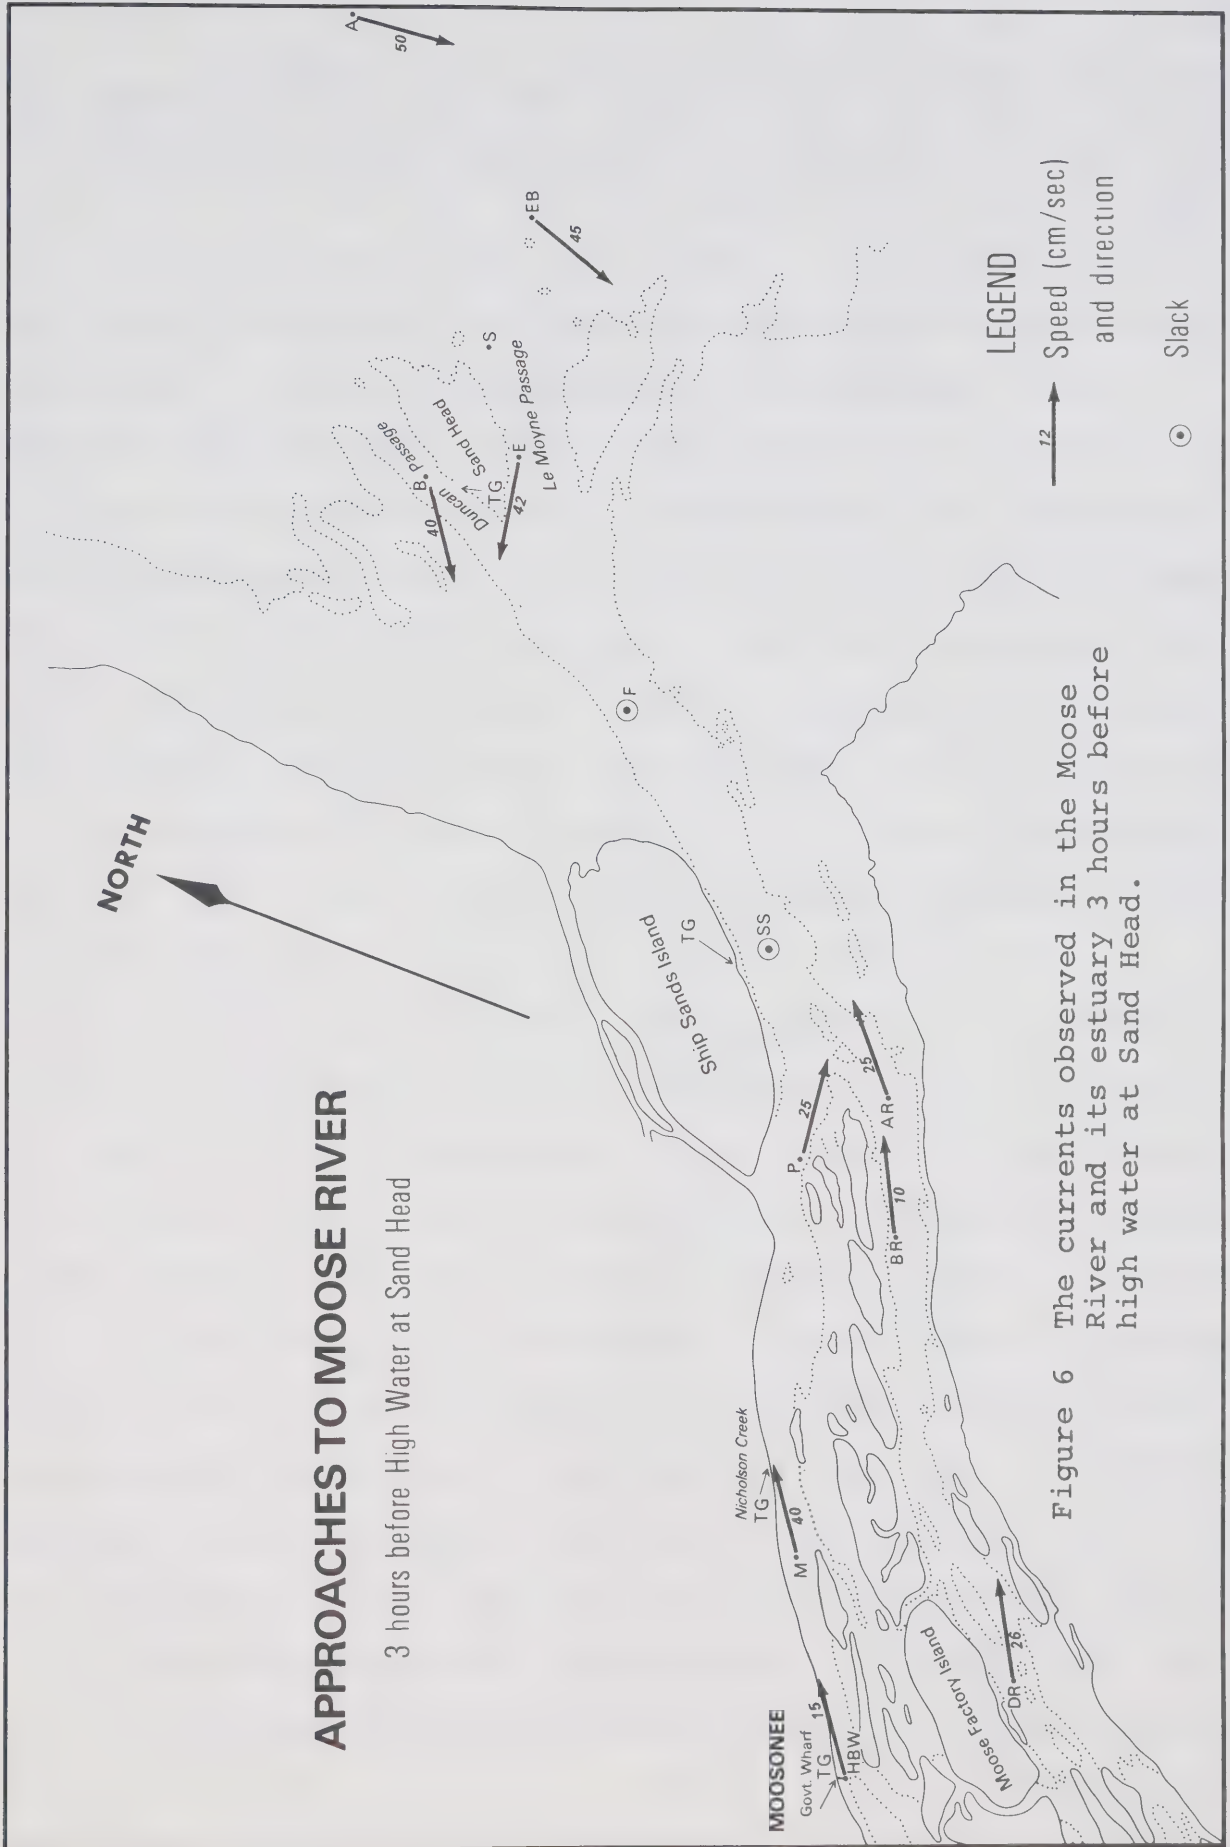 APPROACHES TO MOOSE RIVER
3 hours before High Water at Sand Head
NORTH
A
50
EB
45
S
Passage
B
40
Duncan
Sand Head
TG
E
42
Le Moyne Passage
F
Ship Sands Island
TG
SS
P
25
AR
25
BR
10
Nicholson Creek
TG
M
40
MOOSONEE
Govt. Wharf
TG
HBW
15
Moose Factory Island
DR
26
LEGEND
12
Speed (cm/sec)
and direction
Slack
Figure 6 The currents observed in the Moose
River and its estuary 3 hours before
high water at Sand Head.